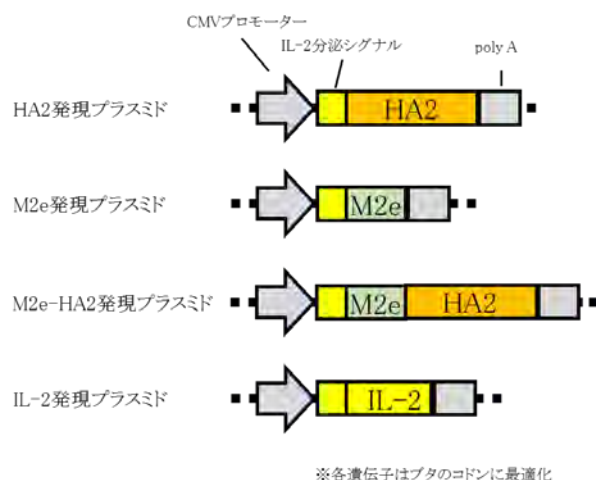 CMVプロモーター
IL-2分泌シグナル
poly A
HA2発現プラスミド
HA2
M2e発現プラスミド
M2e
M2e-HA2発現プラスミド
M2e
HA2
IL-2発現プラスミド
IL-2
※各遺伝子はブタのコドンに最適化